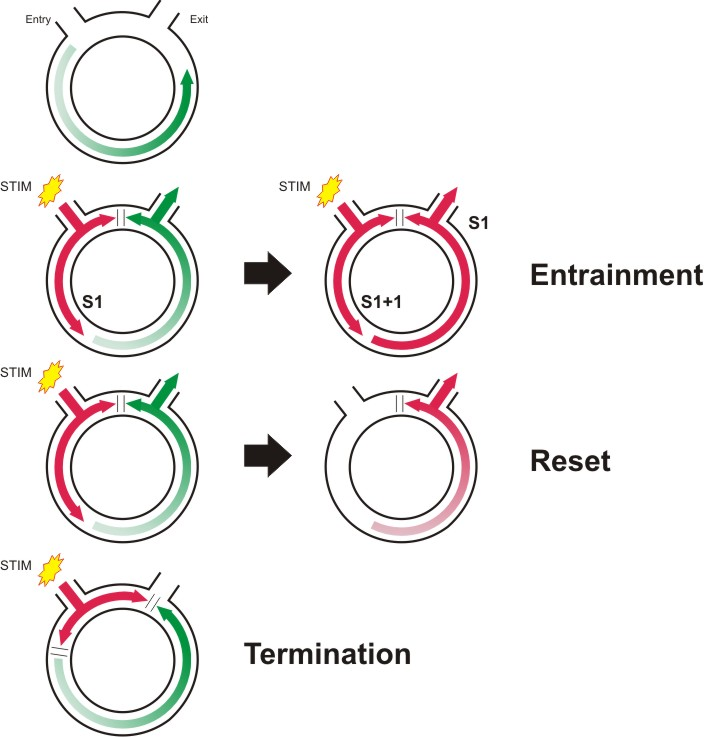 Entry
Exit
STIM
STIM
S1
S1
S1+1
Entrainment
STIM
Reset
STIM
Termination